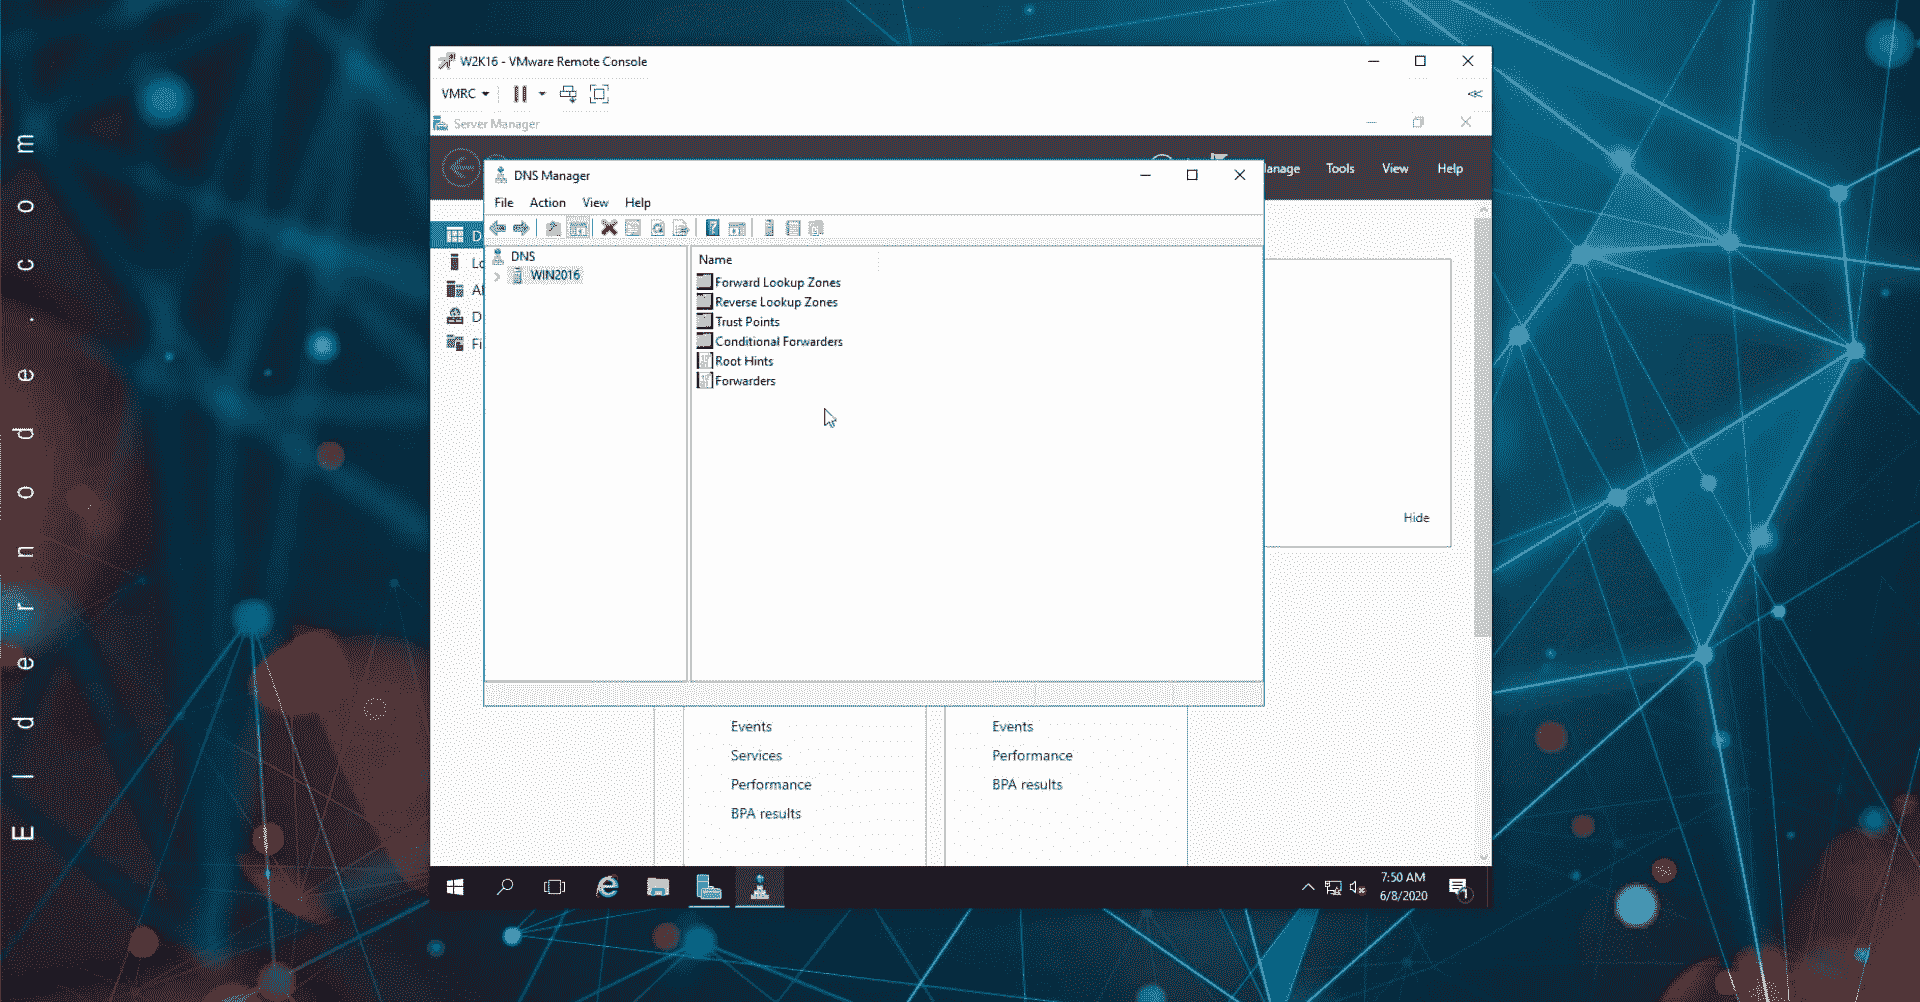 Eldernode.com
W2K16 - VMware Remote Console
VMRC
Server Manager
Manage Tools View Help
DNS Manager
File Action View Help
DNS
WIN2016
Name
Forward Lookup Zones
Reverse Lookup Zones
Trust Points
Conditional Forwarders
Root Hints
Forwarders
D
Lo
Al
D
Fi
Hide
Events
Services
Performance
BPA results
Events
Performance
BPA results
7:50 AM
6/8/2020
1